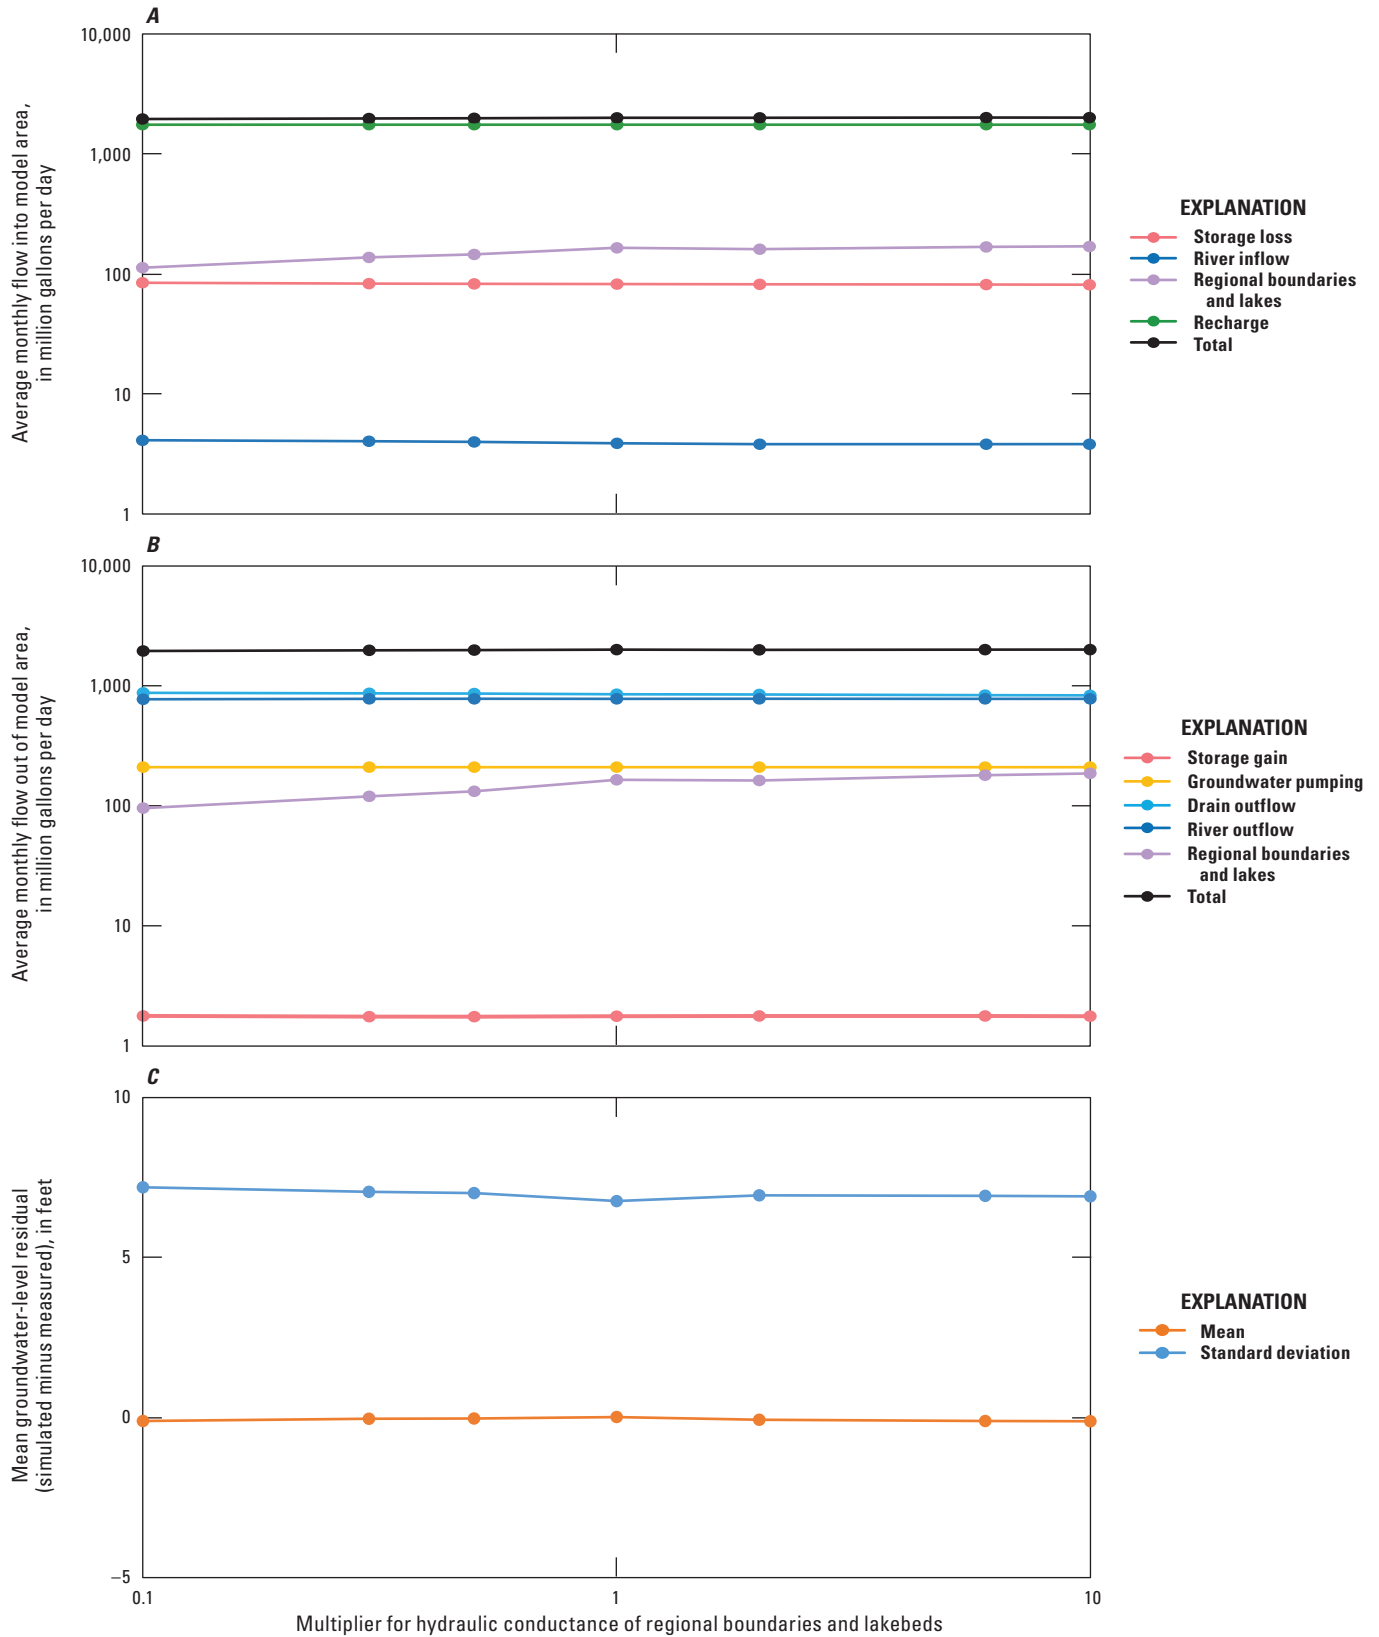 A
Average monthly flow into model area,
in million gallons per day
10,000
1,000
100
10
1
EXPLANATION
Storage loss
River inflow
Regional boundaries
and lakes
Recharge
Total
B
Average monthly flow out of model area,
in million gallons per day
10,000
1,000
100
10
1
EXPLANATION
Storage gain
Groundwater pumping
Drain outflow
River outflow
Regional boundaries
and lakes
Total
C
Mean groundwater-level residual
(simulated minus measured), in feet
10
5
0
–5
EXPLANATION
Mean
Standard deviation
0.1
1
10
Multiplier for hydraulic conductance of regional boundaries and lakebeds